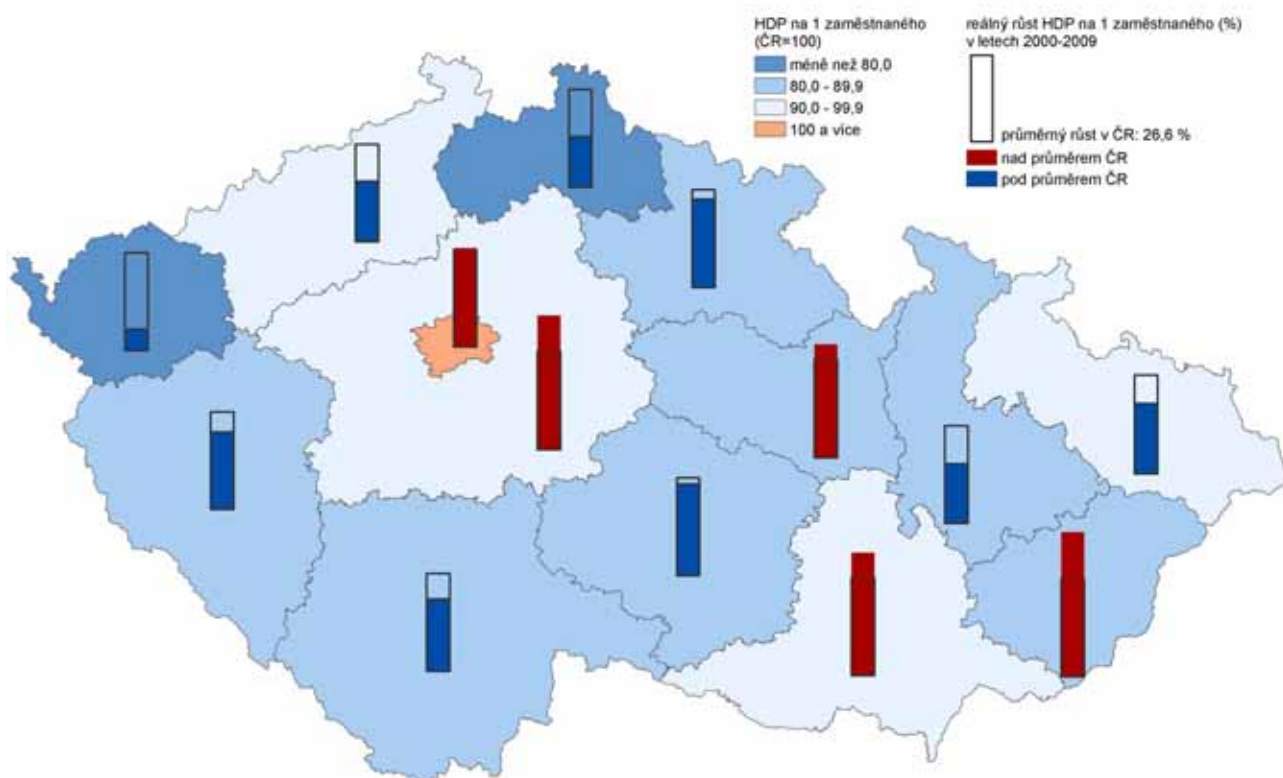 HDP na 1 zaměstnaného
(ČR=100)
méně než 80,0
80,0 - 89,9
90,0 - 99,9
100 a více
reálný růst HDP na 1 zaměstnaného (%)
v letech 2000-2009
průměrný růst v ČR: 26,6 %
nad průměrem ČR
pod průměrem ČR